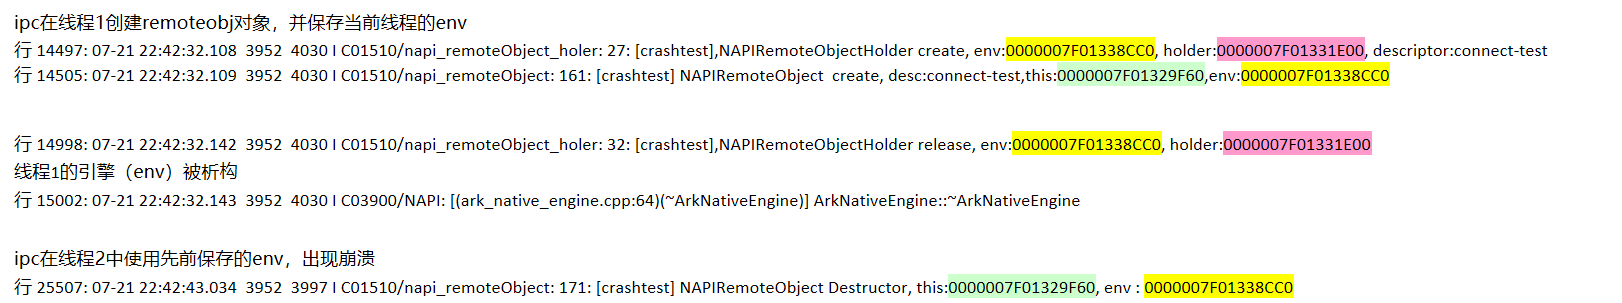 ipc在线程1创建remoteobj对象，并保存当前线程的env
行 14497: 07-21 22:42:32.108  3952  4030 I C01510/napi_remoteObject_holer: 27: [crashtest],NAPIRemoteObjectHolder create, env:0000007F01338CC0, holder:0000007F01331E00, descriptor:connect-test
行 14505: 07-21 22:42:32.109  3952  4030 I C01510/napi_remoteObject: 161: [crashtest] NAPIRemoteObject  create, desc:connect-test,this:0000007F01329F60,env:0000007F01338CC0
行 14998: 07-21 22:42:32.142  3952  4030 I C01510/napi_remoteObject_holer: 32: [crashtest],NAPIRemoteObjectHolder release, env:0000007F01338CC0, holder:0000007F01331E00
线程1的引擎（env）被析构
行 15002: 07-21 22:42:32.143  3952  4030 I C03900/NAPI: [(ark_native_engine.cpp:64)(~ArkNativeEngine)] ArkNativeEngine::~ArkNativeEngine
ipc在线程2中使用先前保存的env，出现崩溃
行 25507: 07-21 22:42:43.034  3952  3997 I C01510/napi_remoteObject: 171: [crashtest] NAPIRemoteObject Destructor, this:0000007F01329F60, env : 0000007F01338CC0